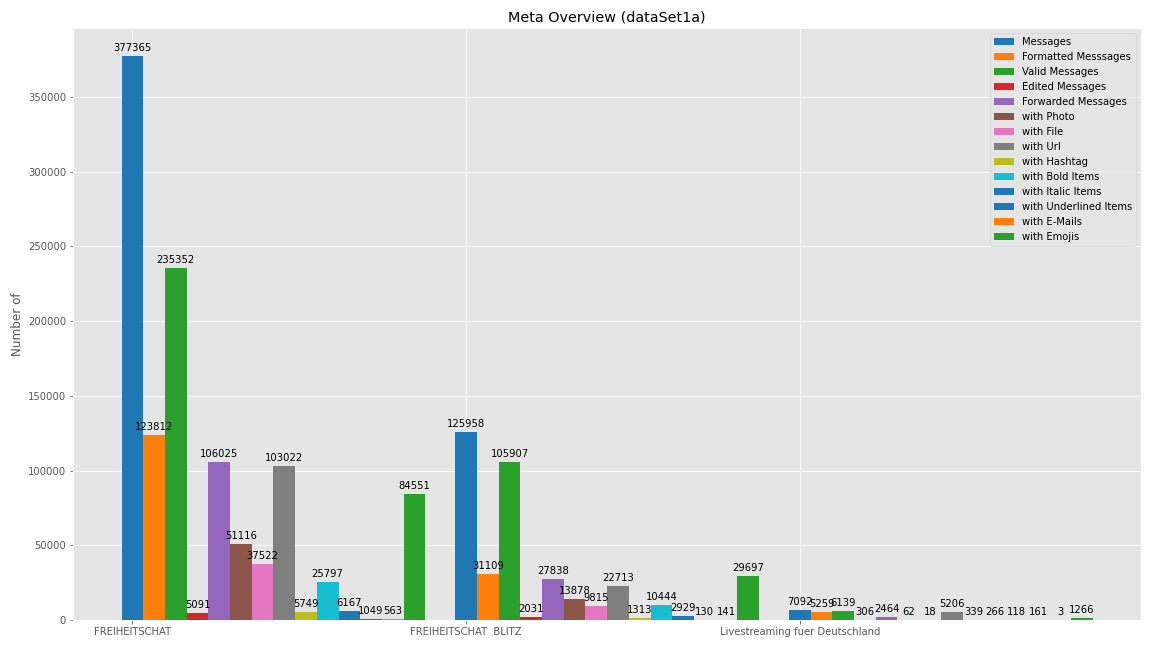 Meta Overview (dataSet1a)
Number of
350000
300000
250000
200000
150000
100000
50000
0
377365
123812
235352
5091
106025
51116
37522
103022
5749
25797
6167
1049
563
84551
125958
31109
105907
2031
27838
13878
9815
22713
1313
10444
2929
130
141
29697
7092
5259
6139
306
2464
62
18
5206
339
266
118
161
3
1266
FREIHEITSCHAT
FREIHEITSCHAT BLITZ
Livestreaming fuer Deutschland
Messages
Formatted Messsages
Valid Messages
Edited Messages
Forwarded Messages
with Photo
with File
with Url
with Hashtag
with Bold Items
with Italic Items
with Underlined Items
with E-Mails
with Emojis